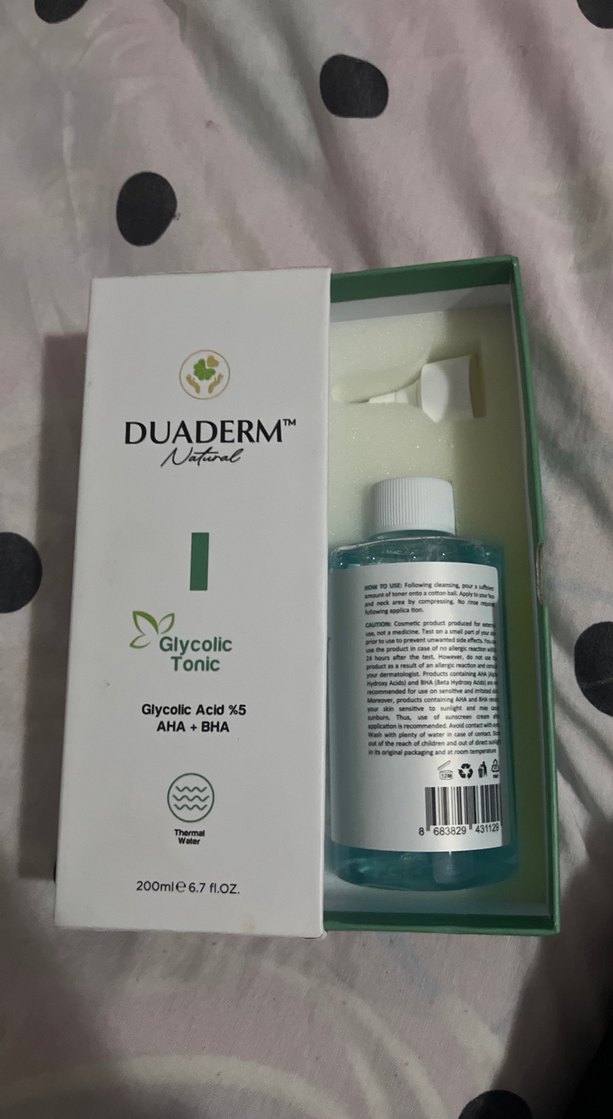 DUADERM™
Natural
Glycolic
Tonic
Glycolic Acid %5
AHA + BHA
Thermal
Water
200ml e 6.7 fl.OZ.
HOW TO USE: Following cleansing, pour a sufficient
amount of toner onto a cotton ball. Apply to your face
and neck area by compressing. No rinse required
following applica tion.
CAUTION: Cosmetic product produced for external
use, not a medicine. Test on a small part of your skin
prior to use to prevent unwanted side effects. You
use the product in case of no allergic reaction within
24 hours after the test. However, do not use
product as a result of an allergic reaction and
your dermatologist. Products containing AHA
Hydroxy Acids) and BHA (Beta Hydroxy Acids) are
recommended for use on sensitive and irritated
Moreover, products containing AHA and BHA
your skin sensitive to sunlight and may
sunburn. Thus, use of sunscreen cream
application is recommended. Avoid contact with
Wash with plenty of water in case of contact.
out of the reach of children and out of direct
in its original packaging and at room temperature
12M
8 683829 431129